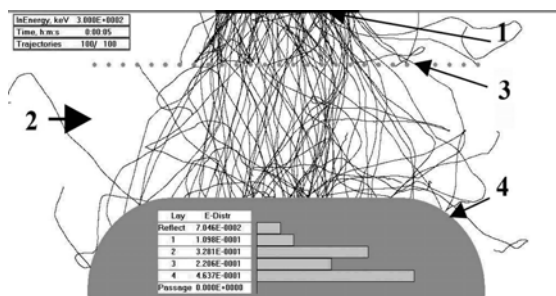 InEnergy, keV 3.000E+0002
Time, h:m:s 0:00:05
Trajectories 100/ 100
1
3
2
4
Lay E-Distr
Reflect 7.046E-0002
1 1.098E-0001
2 3.281E-0001
3 2.206E-0001
4 4.637E-0001
Passage 0.000E+0000